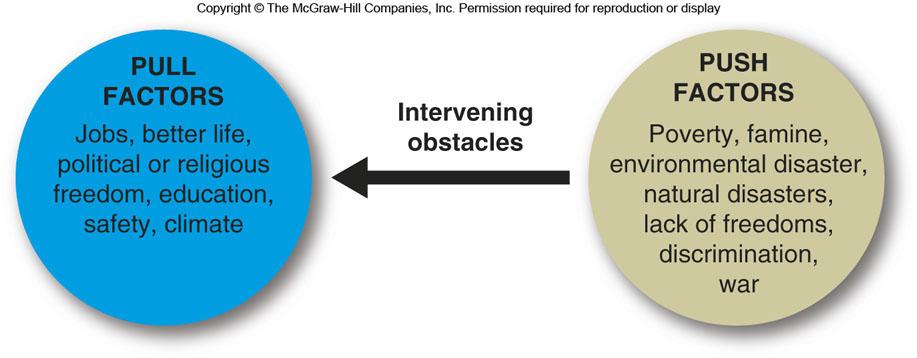 Copyright © The McGraw-Hill Companies, Inc. Permission required for reproduction or display
PULL
FACTORS
Jobs, better life,
political or religious
freedom, education,
safety, climate
Intervening
obstacles
PUSH
FACTORS
Poverty, famine,
environmental disaster,
natural disasters,
lack of freedoms,
discrimination,
war